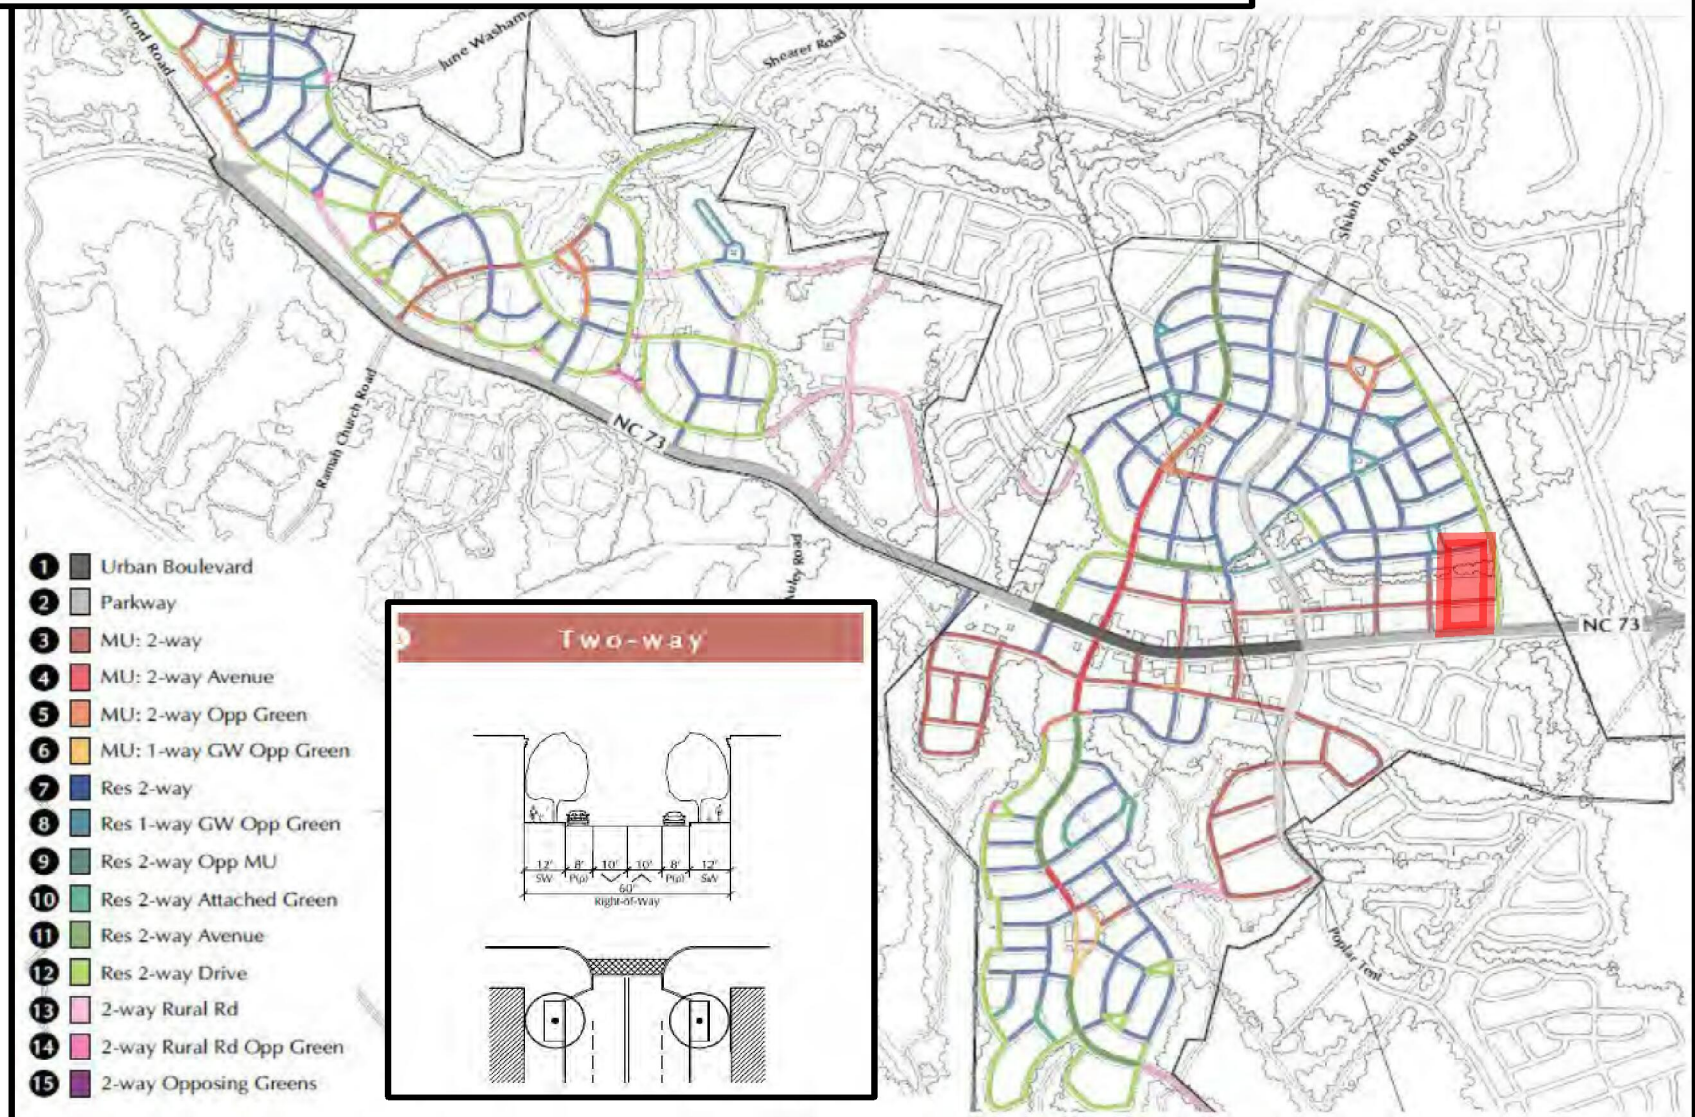 June Washam
Shearer Road
Shiloh Church Road
Ramah Church Road
NC 73
NC 73
Poplar Tent
1 Urban Boulevard
2 Parkway
3 MU: 2-way
4 MU: 2-way Avenue
5 MU: 2-way Opp Green
6 MU: 1-way GW Opp Green
7 Res 2-way
8 Res 1-way GW Opp Green
9 Res 2-way Opp MU
10 Res 2-way Attached Green
11 Res 2-way Avenue
12 Res 2-way Drive
13 2-way Rural Rd
14 2-way Rural Rd Opp Green
15 2-way Opposing Greens
Two-way
12' 8' 10' 10' 8' 12'
SW P(p) P(p) SW
60'
Right-of-Way